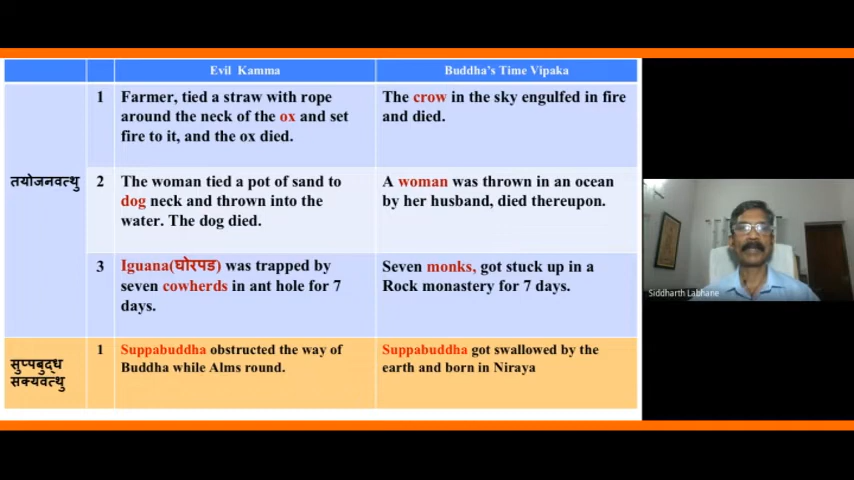 Evil Kamma
Buddha's Time Vipaka
तयोजनवत्थु
1
Farmer, tied a straw with rope
around the neck of the ox and set
fire to it, and the ox died.
The crow in the sky engulfed in fire
and died.
2
The woman tied a pot of sand to
dog neck and thrown into the
water. The dog died.
A woman was thrown in an ocean
by her husband, died thereupon.
3
Iguana(घोरपड) was trapped by
seven cowherds in ant hole for 7
days.
Seven monks, got stuck up in a
Rock monastery for 7 days.
सुप्पबुद्ध
सक्यवत्थु
1
Suppabuddha obstructed the way of
Buddha while Alms round.
Suppabuddha got swallowed by the
earth and born in Niraya
Siddharth Labhane